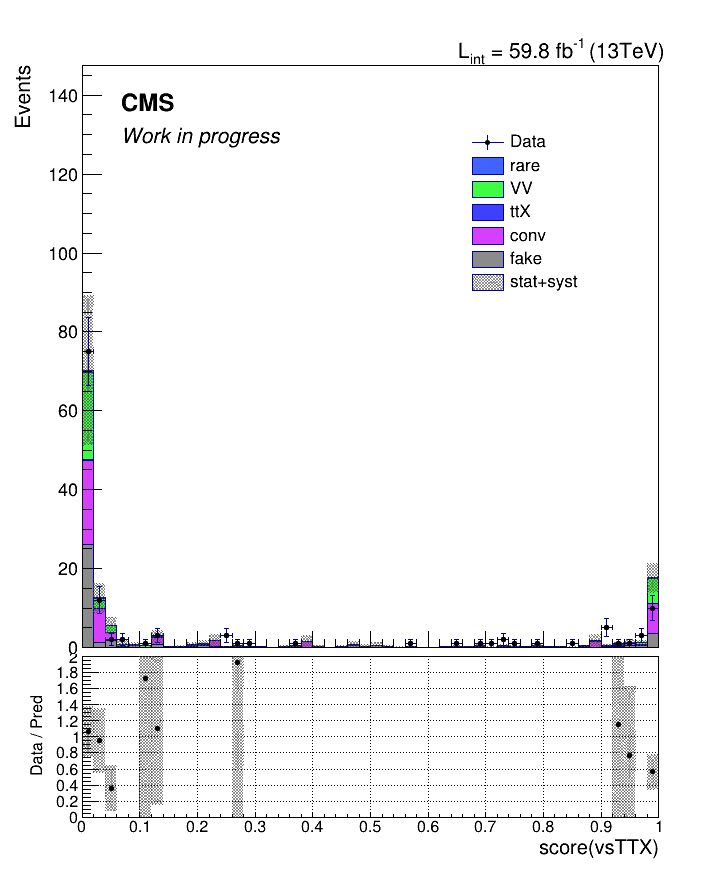 L_int = 59.8 fb^-1 (13TeV)
Events
CMS
Work in progress
Data
rare
VV
ttX
conv
fake
stat+syst
140
120
100
80
60
40
20
0
Data / Pred
2
1.8
1.6
1.4
1.2
1
0.8
0.6
0.4
0.2
0
0 0.1 0.2 0.3 0.4 0.5 0.6 0.7 0.8 0.9 1
score(vsTTX)